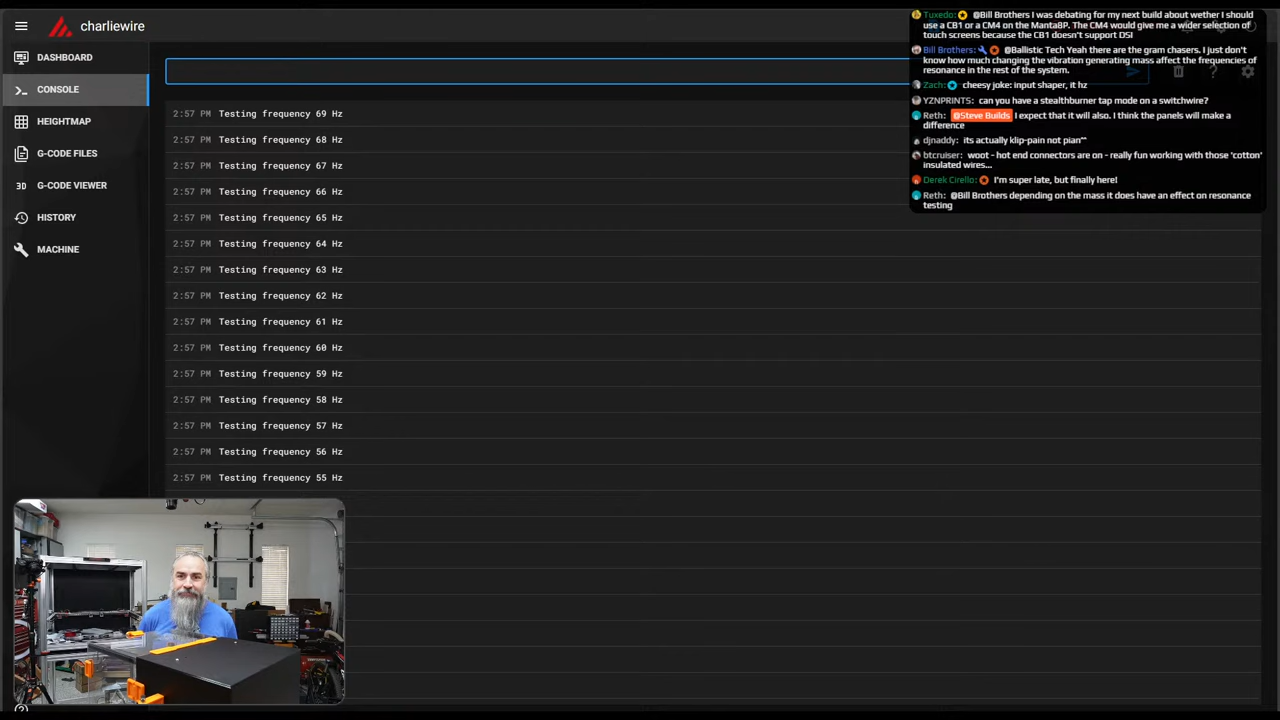 charliewire
DASHBOARD
CONSOLE
HEIGHTMAP
G-CODE FILES
3D G-CODE VIEWER
HISTORY
MACHINE
2:57 PM Testing frequency 69 Hz
2:57 PM Testing frequency 68 Hz
2:57 PM Testing frequency 67 Hz
2:57 PM Testing frequency 66 Hz
2:57 PM Testing frequency 65 Hz
2:57 PM Testing frequency 64 Hz
2:57 PM Testing frequency 63 Hz
2:57 PM Testing frequency 62 Hz
2:57 PM Testing frequency 61 Hz
2:57 PM Testing frequency 60 Hz
2:57 PM Testing frequency 59 Hz
2:57 PM Testing frequency 58 Hz
2:57 PM Testing frequency 57 Hz
2:57 PM Testing frequency 56 Hz
2:57 PM Testing frequency 55 Hz
Tuxedo: @Bill Brothers I was debating for my next build about wether I should
use a CB1 or a CM4 on the Manta8P. The CM4 would give me a wider selection of
touch screens because the CB1 doesn't support DSI
Bill Brothers: @Ballistic Tech Yeah there are the gram chasers. I just don't
know how much changing the vibration generating mass affect the frequencies of
resonance in the rest of the system.
Zach: cheesy joke: input shaper, it hz
YZNPRINTS: can you have a stealthburner tap mode on a switchwire?
Reth: @Steve Builds I expect that it will also. I think the panels will make a
difference
djnaddy: its actually klip-pain not pian^^
btcruiser: woot - hot end connectors are on - really fun working with those 'cotton'
insulated wires...
Derek Cirello: I'm super late, but finally here!
Reth: @Bill Brothers depending on the mass it does have an effect on resonance
testing